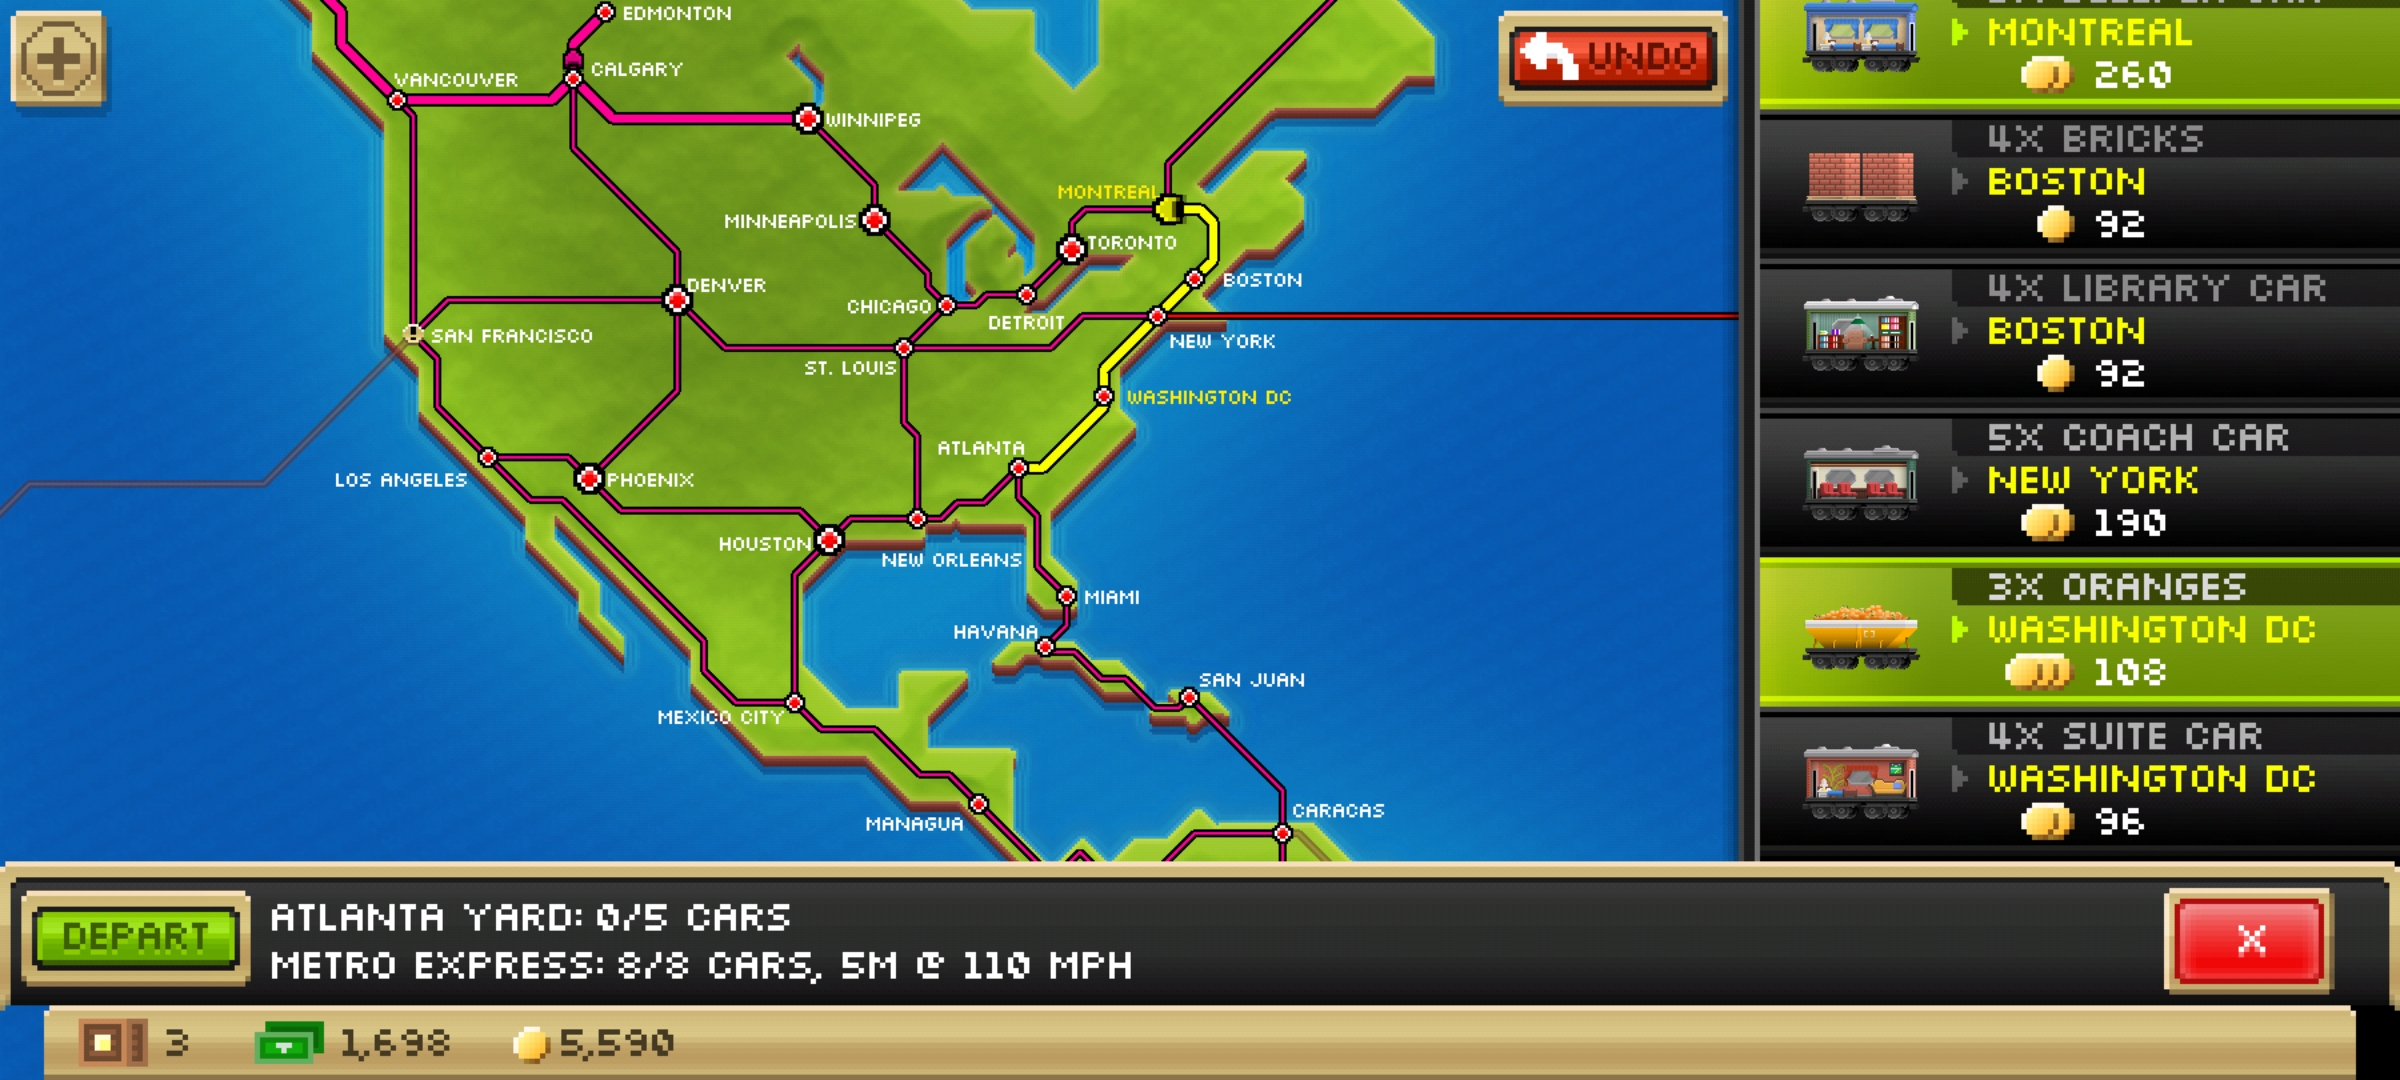 EDMONTON
CALGARY
VANCOUVER
WINNIPEG
MINNEAPOLIS
MONTREAL
TORONTO
DENVER
BOSTON
CHICAGO
DETROIT
SAN FRANCISCO
NEW YORK
ST. LOUIS
WASHINGTON DC
ATLANTA
LOS ANGELES
PHOENIX
HOUSTON
NEW ORLEANS
MIAMI
HAVANA
SAN JUAN
MEXICO CITY
CARACAS
MANAGUA
UNDO
MONTREAL
260
4X BRICKS
BOSTON
92
4X LIBRARY CAR
BOSTON
92
5X COACH CAR
NEW YORK
190
3X ORANGES
WASHINGTON DC
108
4X SUITE CAR
WASHINGTON DC
96
DEPART
ATLANTA YARD: 0/5 CARS
METRO EXPRESS: 8/8 CARS, 5M @ 110 MPH
X
3
1,698
5,590